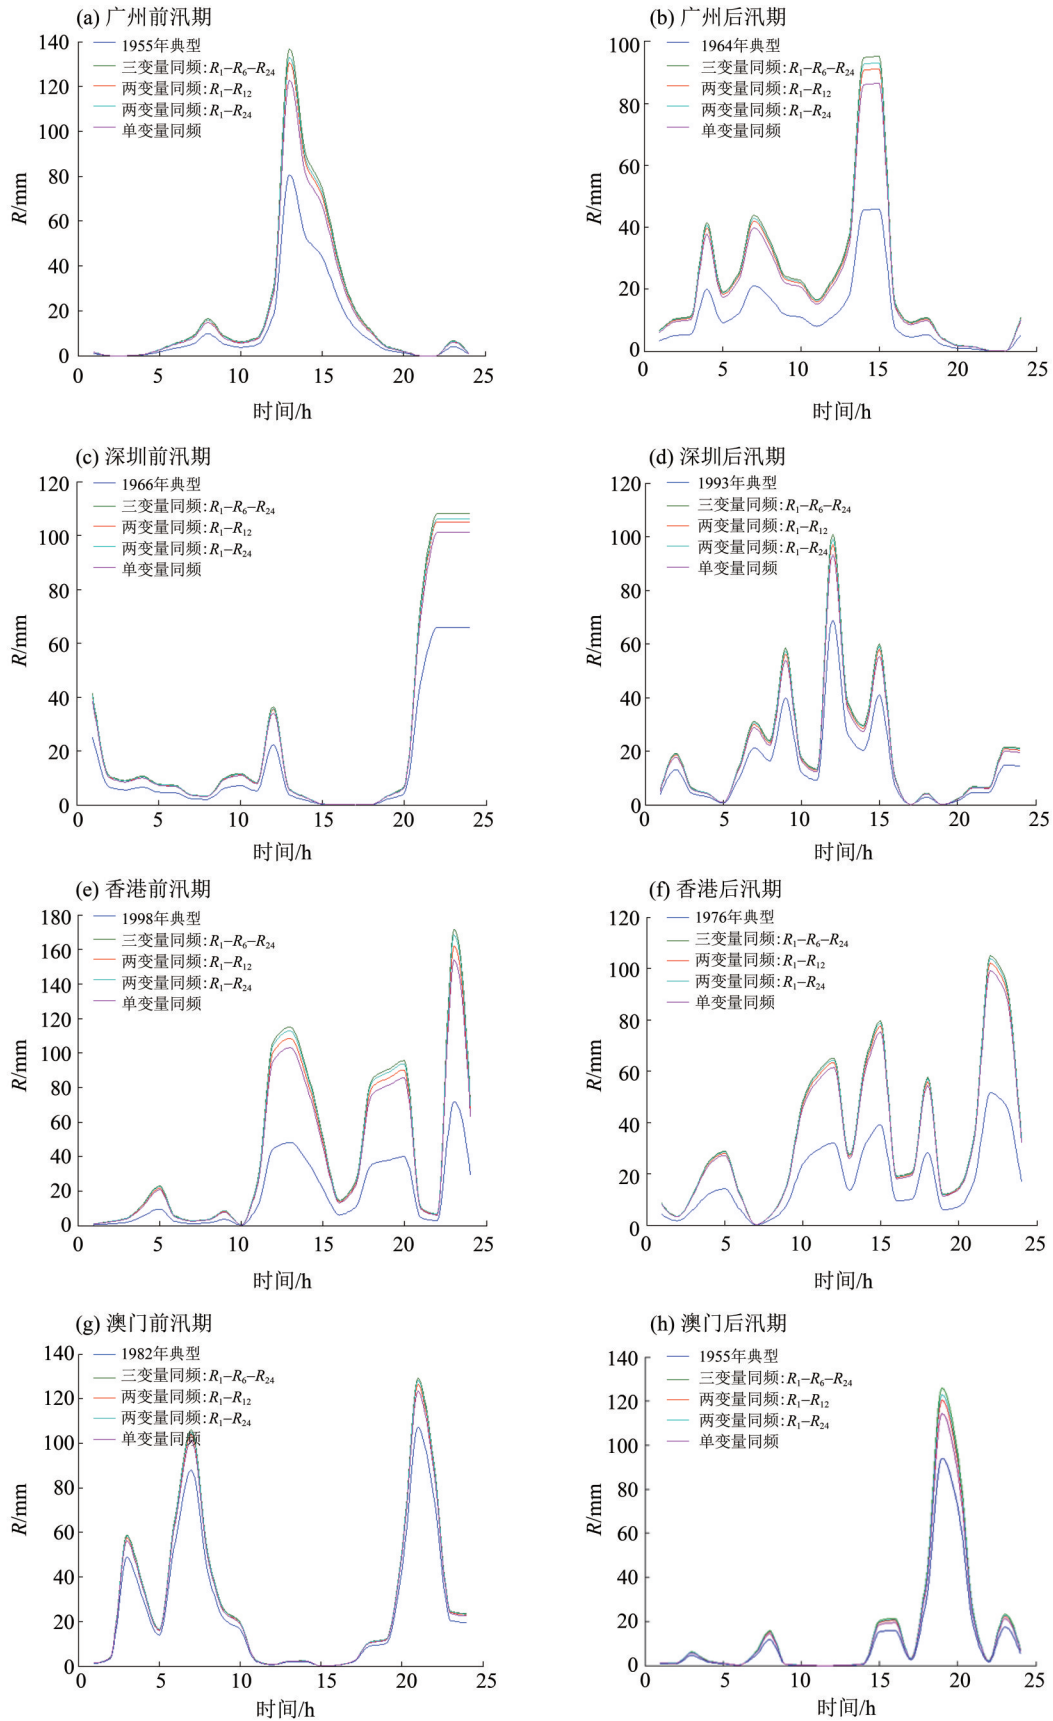 (a) 广州前汛期
1955年典型
三变量同频: R₁–R₆–R₂₄
两变量同频: R₁–R₁₂
两变量同频: R₁–R₂₄
单变量同频
R/mm
140
120
100
80
60
40
20
0
0 5 10 15 20 25
时间/h
(b) 广州后汛期
1964年典型
三变量同频: R₁–R₆–R₂₄
两变量同频: R₁–R₁₂
两变量同频: R₁–R₂₄
单变量同频
R/mm
100
80
60
40
20
0
0 5 10 15 20 25
时间/h
(c) 深圳前汛期
1966年典型
三变量同频: R₁–R₆–R₂₄
两变量同频: R₁–R₁₂
两变量同频: R₁–R₂₄
单变量同频
R/mm
120
100
80
60
40
20
0
0 5 10 15 20 25
时间/h
(d) 深圳后汛期
1993年典型
三变量同频: R₁–R₆–R₂₄
两变量同频: R₁–R₁₂
两变量同频: R₁–R₂₄
单变量同频
R/mm
120
100
80
60
40
20
0
0 5 10 15 20 25
时间/h
(e) 香港前汛期
1998年典型
三变量同频: R₁–R₆–R₂₄
两变量同频: R₁–R₁₂
两变量同频: R₁–R₂₄
单变量同频
R/mm
180
160
140
120
100
80
60
40
20
0
0 5 10 15 20 25
时间/h
(f) 香港后汛期
1976年典型
三变量同频: R₁–R₆–R₂₄
两变量同频: R₁–R₁₂
两变量同频: R₁–R₂₄
单变量同频
R/mm
120
100
80
60
40
20
0
0 5 10 15 20 25
时间/h
(g) 澳门前汛期
1982年典型
三变量同频: R₁–R₆–R₂₄
两变量同频: R₁–R₁₂
两变量同频: R₁–R₂₄
单变量同频
R/mm
140
120
100
80
60
40
20
0
0 5 10 15 20 25
时间/h
(h) 澳门后汛期
1955年典型
三变量同频: R₁–R₆–R₂₄
两变量同频: R₁–R₁₂
两变量同频: R₁–R₂₄
单变量同频
R/mm
140
120
100
80
60
40
20
0
0 5 10 15 20 25
时间/h